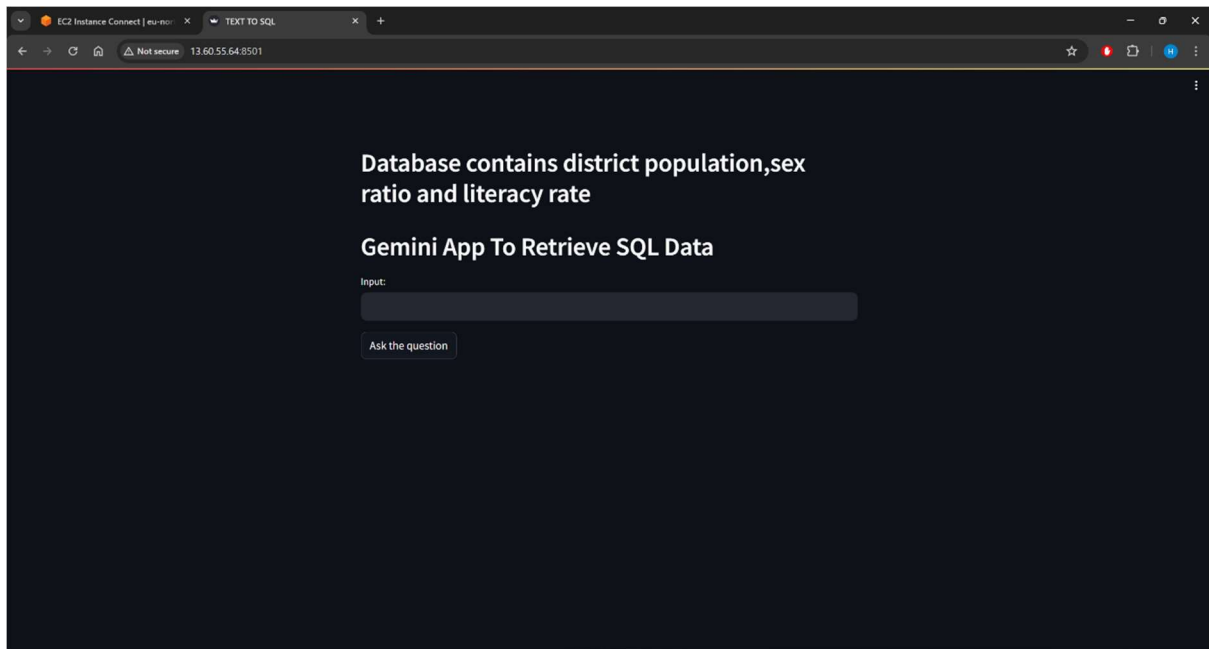 EC2 Instance Connect | eu-nor
TEXT TO SQL
Not secure 13.60.55.64:8501
H
Database contains district population,sex
ratio and literacy rate
Gemini App To Retrieve SQL Data
Input:
Ask the question